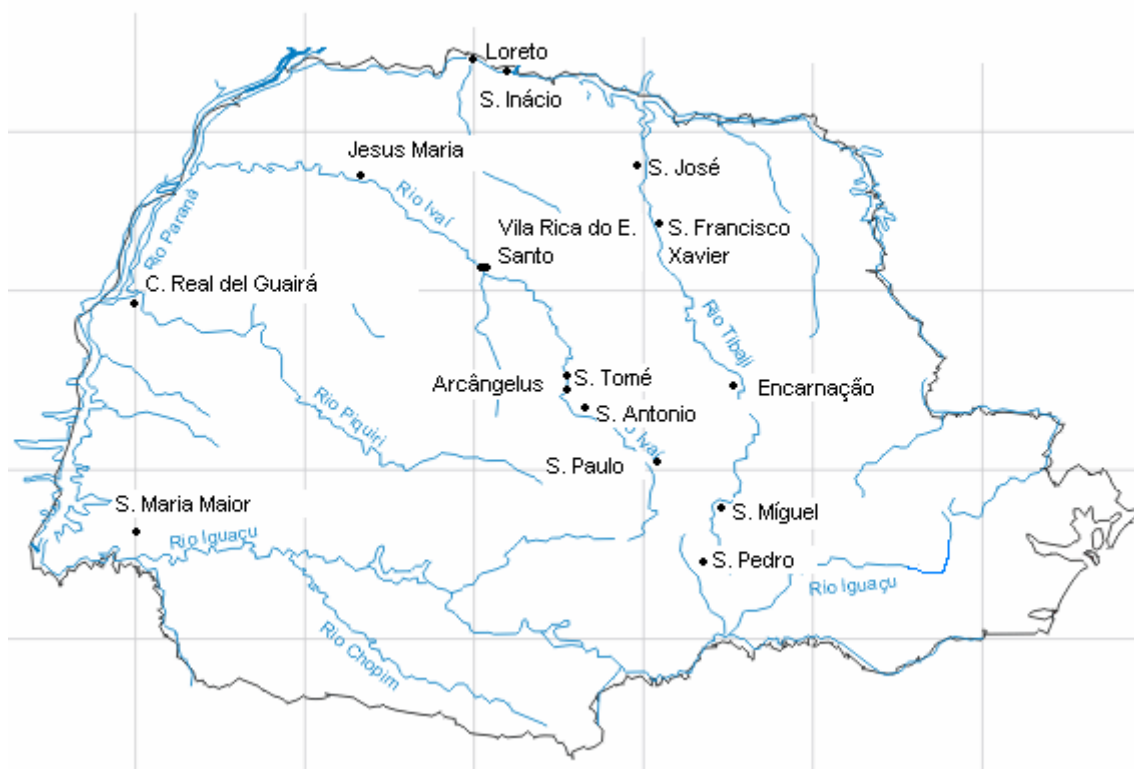 Loreto
S. Inácio
Jesus Maria
S. José
Rio Ivaí
Rio Paraná
Vila Rica do E.
Santo
S. Francisco
Xavier
C. Real del Guairá
Rio Tibaji
S. Tomé
Arcângelus
Encarnação
S. Antonio
Rio Piquiri
o Ivaí
S. Paulo
S. Maria Maior
S. Míguel
Rio Iguaçu
S. Pedro
Rio Iguaçu
Rio Chopim